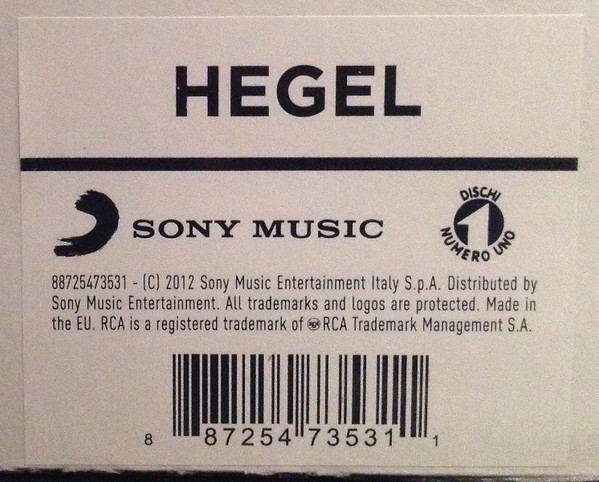 HEGEL
SONY MUSIC
DISCHI
1
NUMERO UNO
88725473531 - (C) 2012 Sony Music Entertainment Italy S.p.A. Distributed by
Sony Music Entertainment. All trademarks and logos are protected. Made in
the EU. RCA is a registered trademark of RCA RCA Trademark Management S.A.
8 87254 73531 1